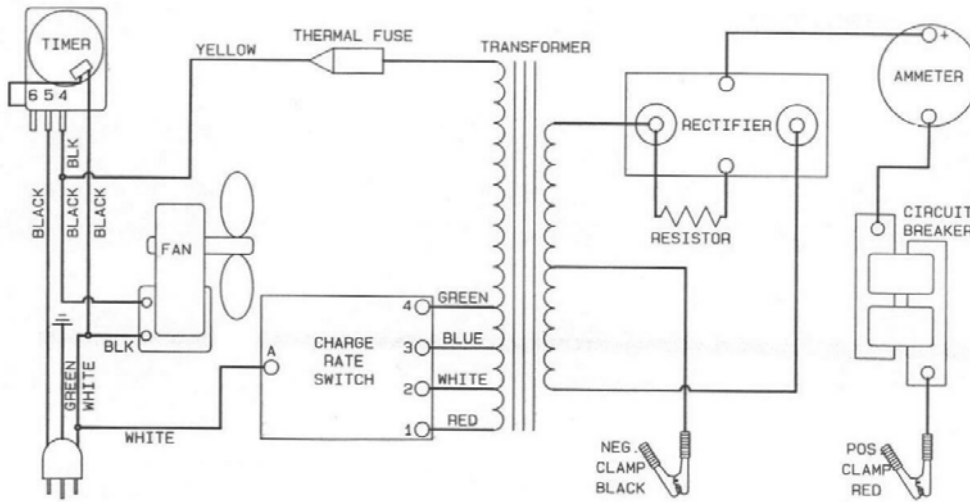 TIMER
6 5 4
BLK
BLACK
BLACK
BLACK
YELLOW
THERMAL FUSE
TRANSFORMER
FAN
BLK
GREEN
WHITE
WHITE
A
CHARGE
RATE
SWITCH
4
GREEN
3
BLUE
2
WHITE
1
RED
RECTIFIER
RESISTOR
+
AMMETER
CIRCUIT
BREAKER
NEG.
CLAMP
BLACK
POS.
CLAMP
RED